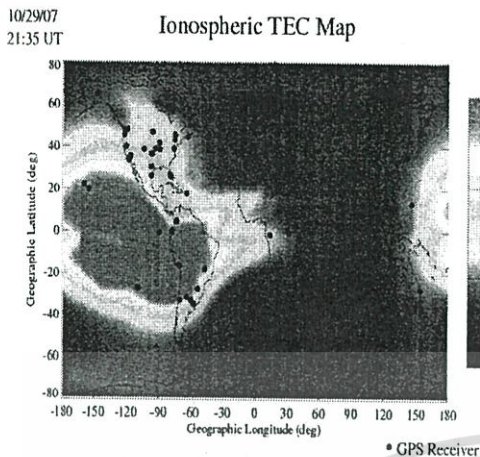 10/29/07
21:35 UT
Ionospheric TEC Map
Geographic Latitude (deg)
80
60
40
20
0
-20
-40
-60
-80
-180 -150 -120 -90 -60 -30 0 30 60 90 120 150 180
Geographic Longitude (deg)
• GPS Receiver